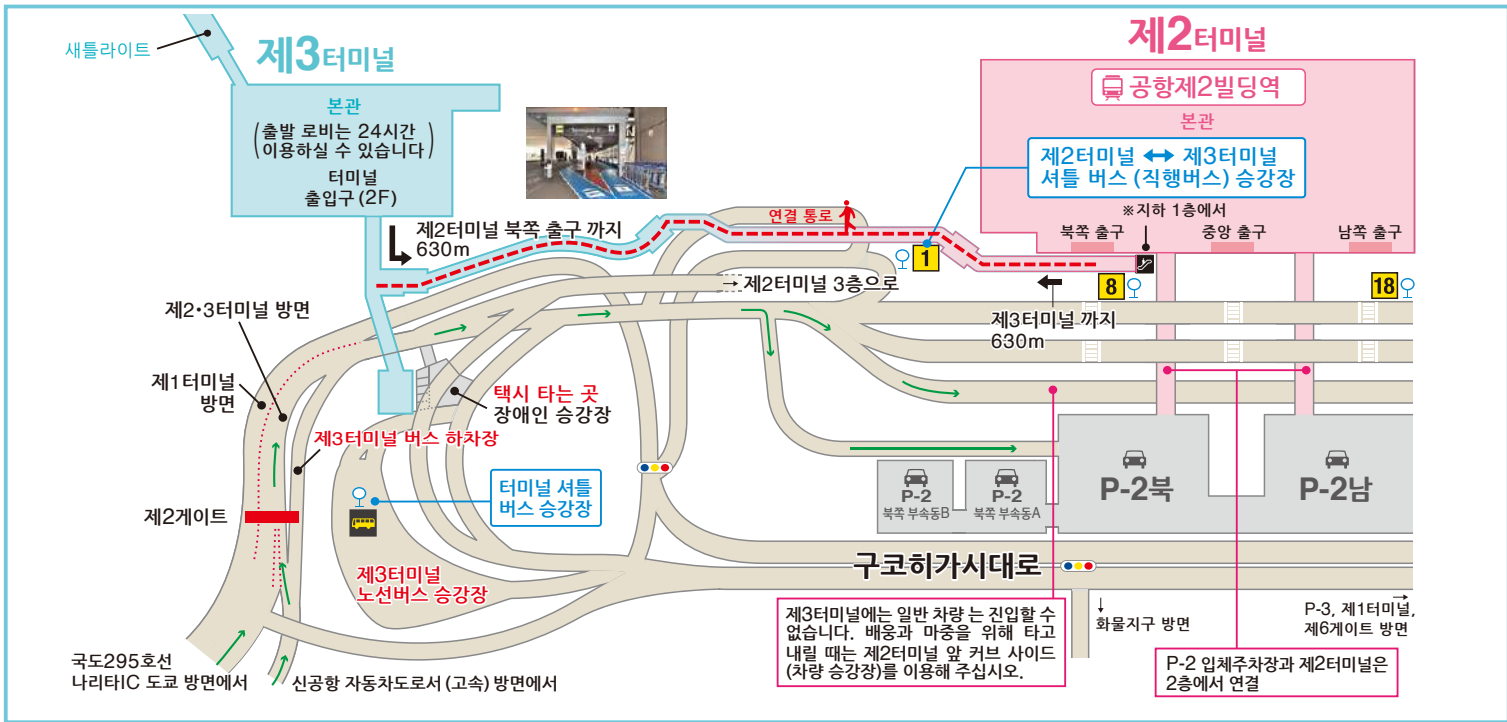 새틀라이트
제3터미널
본관
(출발 로비는 24시간
이용하실 수 있습니다)
터미널
출입구 (2F)
제2터미널
공항제2빌딩역
본관
제2터미널 ↔ 제3터미널
셔틀 버스 (직행버스) 승강장
※지하 1층에서
북쪽 출구
중앙 출구
남쪽 출구
연결 통로
제2터미널 북쪽 출구 까지
630m
1
8
18
→ 제2터미널 3층으로
제3터미널 까지
630m
제2•3터미널 방면
제1터미널
방면
택시 타는 곳
장애인 승강장
제3터미널 버스 하차장
터미널 셔틀
버스 승강장
제2게이트
제3터미널
노선버스 승강장
P-2
북쪽 부속동B
P-2
북쪽 부속동A
P-2북
P-2남
구코히가시대로
제3터미널에는 일반 차량 는 진입할 수
없습니다. 배웅과 마중을 위해 타고
내릴 때는 제2터미널 앞 커브 사이드
(차량 승강장)를 이용해 주십시오.
↓
화물지구 방면
→
P-3, 제1터미널,
제6게이트 방면
P-2 입체주차장과 제2터미널은
2층에서 연결
국도295호선
나리타IC 도쿄 방면에서
신공항 자동차도로서 (고속) 방면에서